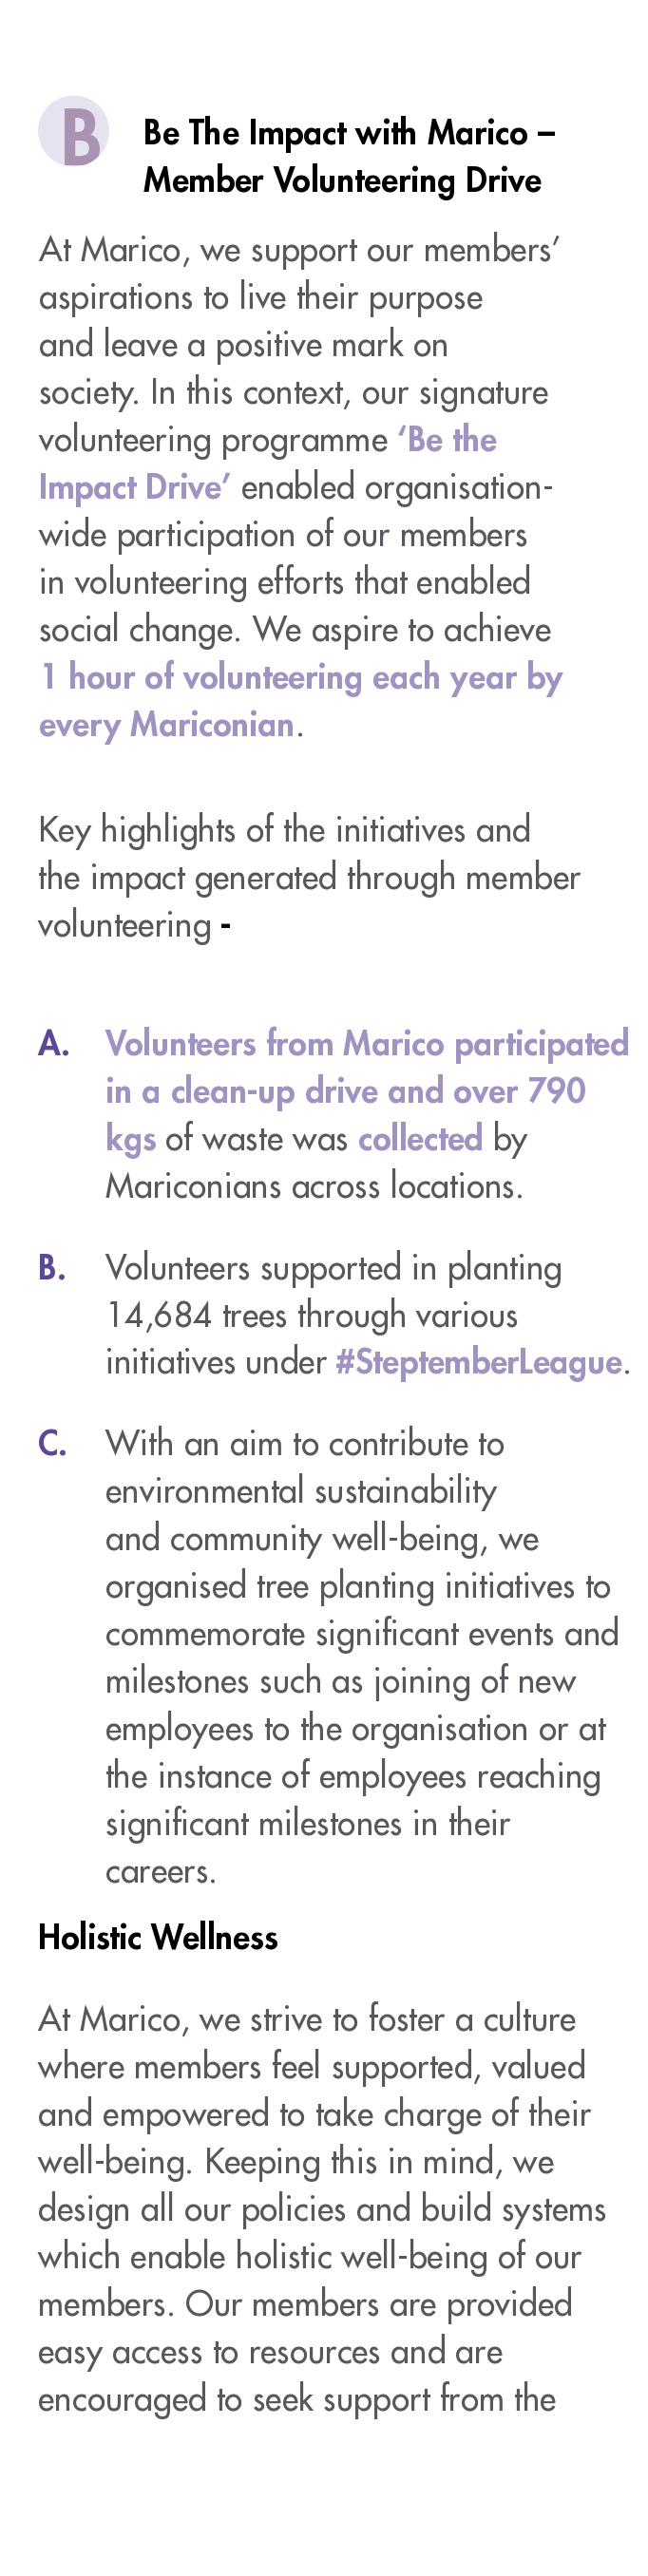 B
Be The Impact with Marico –
Member Volunteering Drive
At Marico, we support our members’
aspirations to live their purpose
and leave a positive mark on
society. In this context, our signature
volunteering programme ‘Be the
Impact Drive’ enabled organisation-
wide participation of our members
in volunteering efforts that enabled
social change. We aspire to achieve
1 hour of volunteering each year by
every Mariconian.
Key highlights of the initiatives and
the impact generated through member
volunteering -
A. Volunteers from Marico participated
in a clean-up drive and over 790
kgs of waste was collected by
Mariconians across locations.
B. Volunteers supported in planting
14,684 trees through various
initiatives under #SteptemberLeague.
C. With an aim to contribute to
environmental sustainability
and community well-being, we
organised tree planting initiatives to
commemorate significant events and
milestones such as joining of new
employees to the organisation or at
the instance of employees reaching
significant milestones in their
careers.
Holistic Wellness
At Marico, we strive to foster a culture
where members feel supported, valued
and empowered to take charge of their
well-being. Keeping this in mind, we
design all our policies and build systems
which enable holistic well-being of our
members. Our members are provided
easy access to resources and are
encouraged to seek support from the